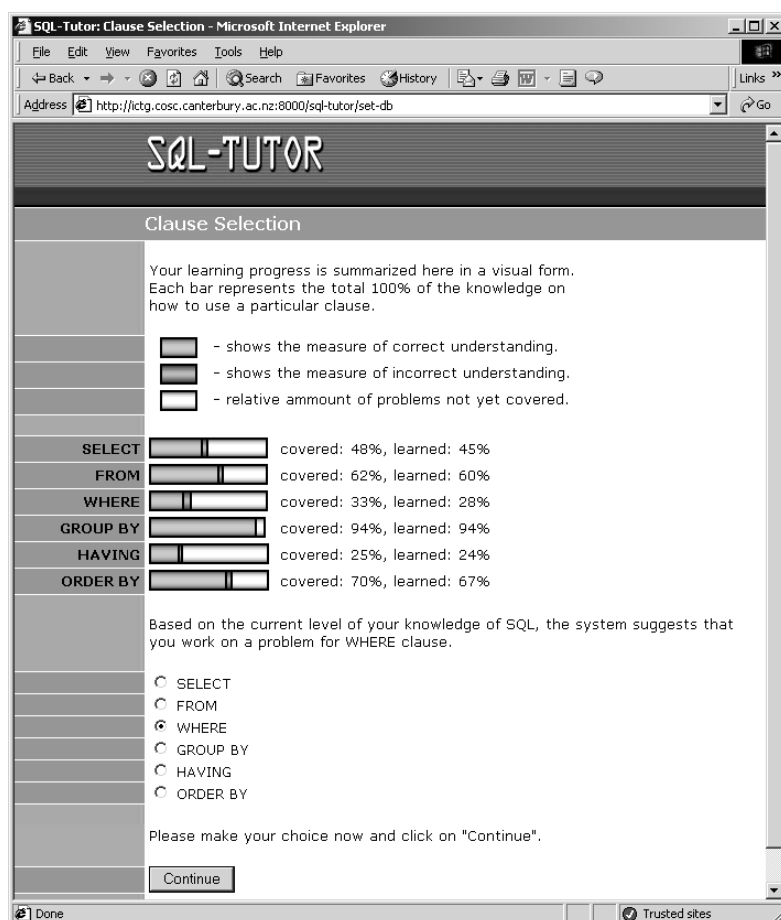 SQL-Tutor: Clause Selection - Microsoft Internet Explorer
File Edit View Favorites Tools Help
Back Search Favorites History Links »
Address http://ictg.cosc.canterbury.ac.nz:8000/sql-tutor/set-db Go
SQL-TUTOR
Clause Selection
Your learning progress is summarized here in a visual form.
Each bar represents the total 100% of the knowledge on
how to use a particular clause.
- shows the measure of correct understanding.
- shows the measure of incorrect understanding.
- relative ammount of problems not yet covered.
SELECT covered: 48%, learned: 45%
FROM covered: 62%, learned: 60%
WHERE covered: 33%, learned: 28%
GROUP BY covered: 94%, learned: 94%
HAVING covered: 25%, learned: 24%
ORDER BY covered: 70%, learned: 67%
Based on the current level of your knowledge of SQL, the system suggests that
you work on a problem for WHERE clause.
SELECT
FROM
WHERE
GROUP BY
HAVING
ORDER BY
Please make your choice now and click on "Continue".
Continue
Done Trusted sites